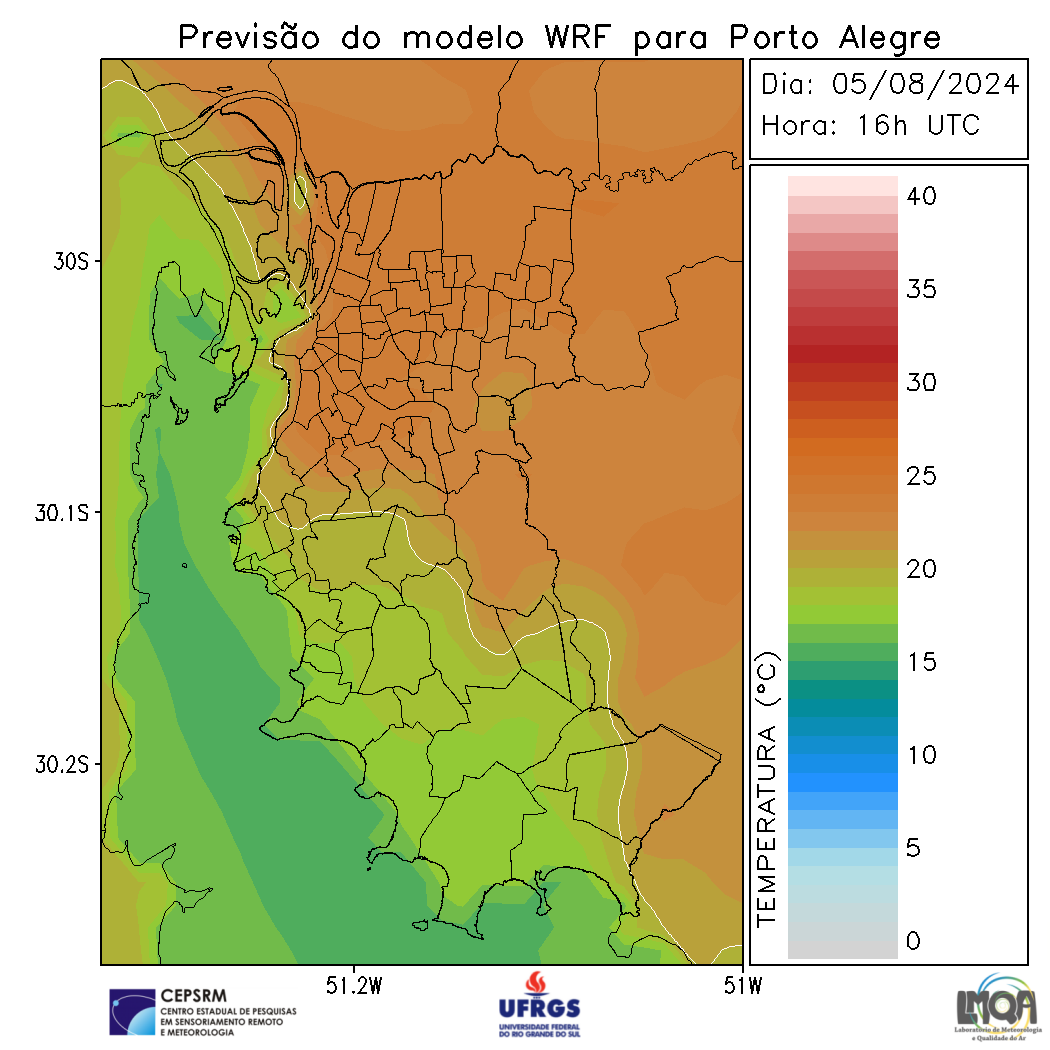 Previsão do modelo WRF para Porto Alegre
Dia: 05/08/2024
Hora: 16h UTC
40
35
30
25
20
15
10
5
0
TEMPERATURA (°C)
30S
30.1S
30.2S
51.2W
51W
CEPSRM
CENTRO ESTADUAL DE PESQUISAS
EM SENSORIAMENTO REMOTO
E METEOROLOGIA
UFRGS
UNIVERSIDADE FEDERAL
DO RIO GRANDE DO SUL
LMQA
Laboratório de Meteorologia
e Qualidade do Ar